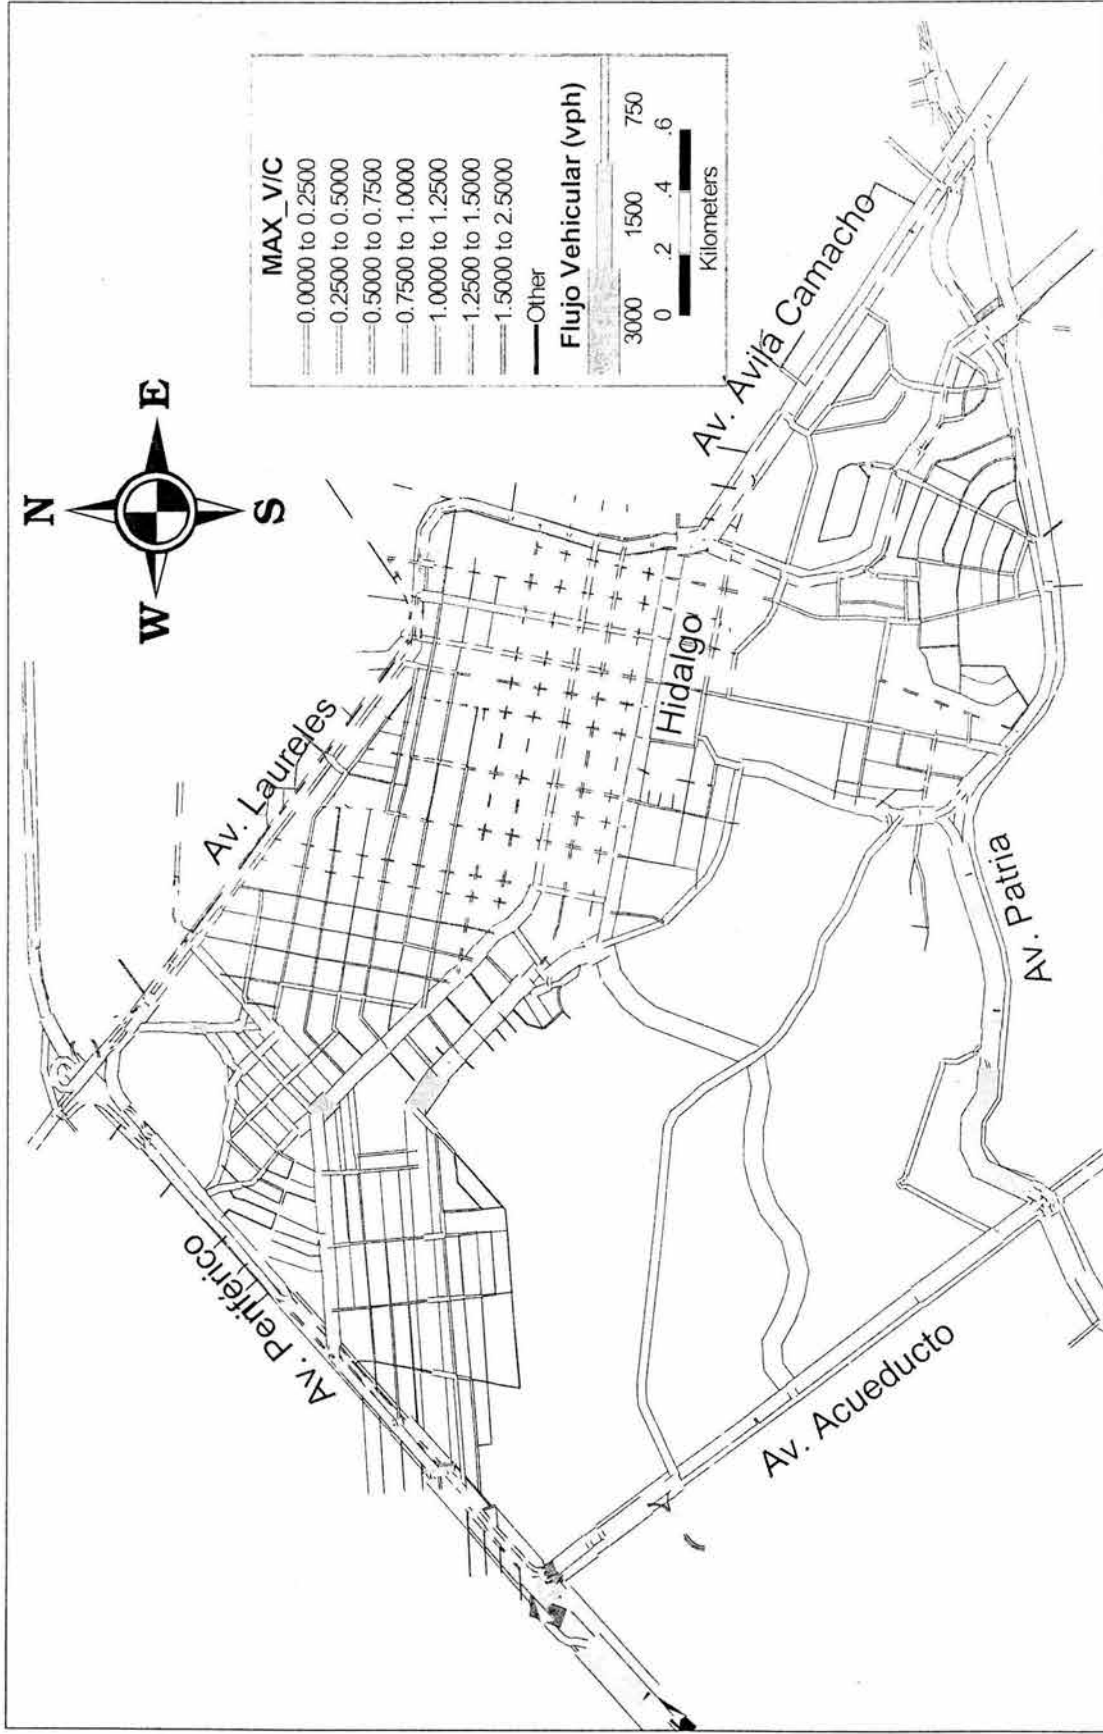 N
W
E
S
MAX_V/C
0.0000 to 0.2500
0.2500 to 0.5000
0.5000 to 0.7500
0.7500 to 1.0000
1.0000 to 1.2500
1.2500 to 1.5000
1.5000 to 2.5000
Other
Flujo Vehicular (vph)
3000 1500 750
0 .2 .4 .6
Kilometers
Av. Laureles
Av. Periférico
Hidalgo
Av. Avila Camacho
Av. Patria
Av. Acueducto